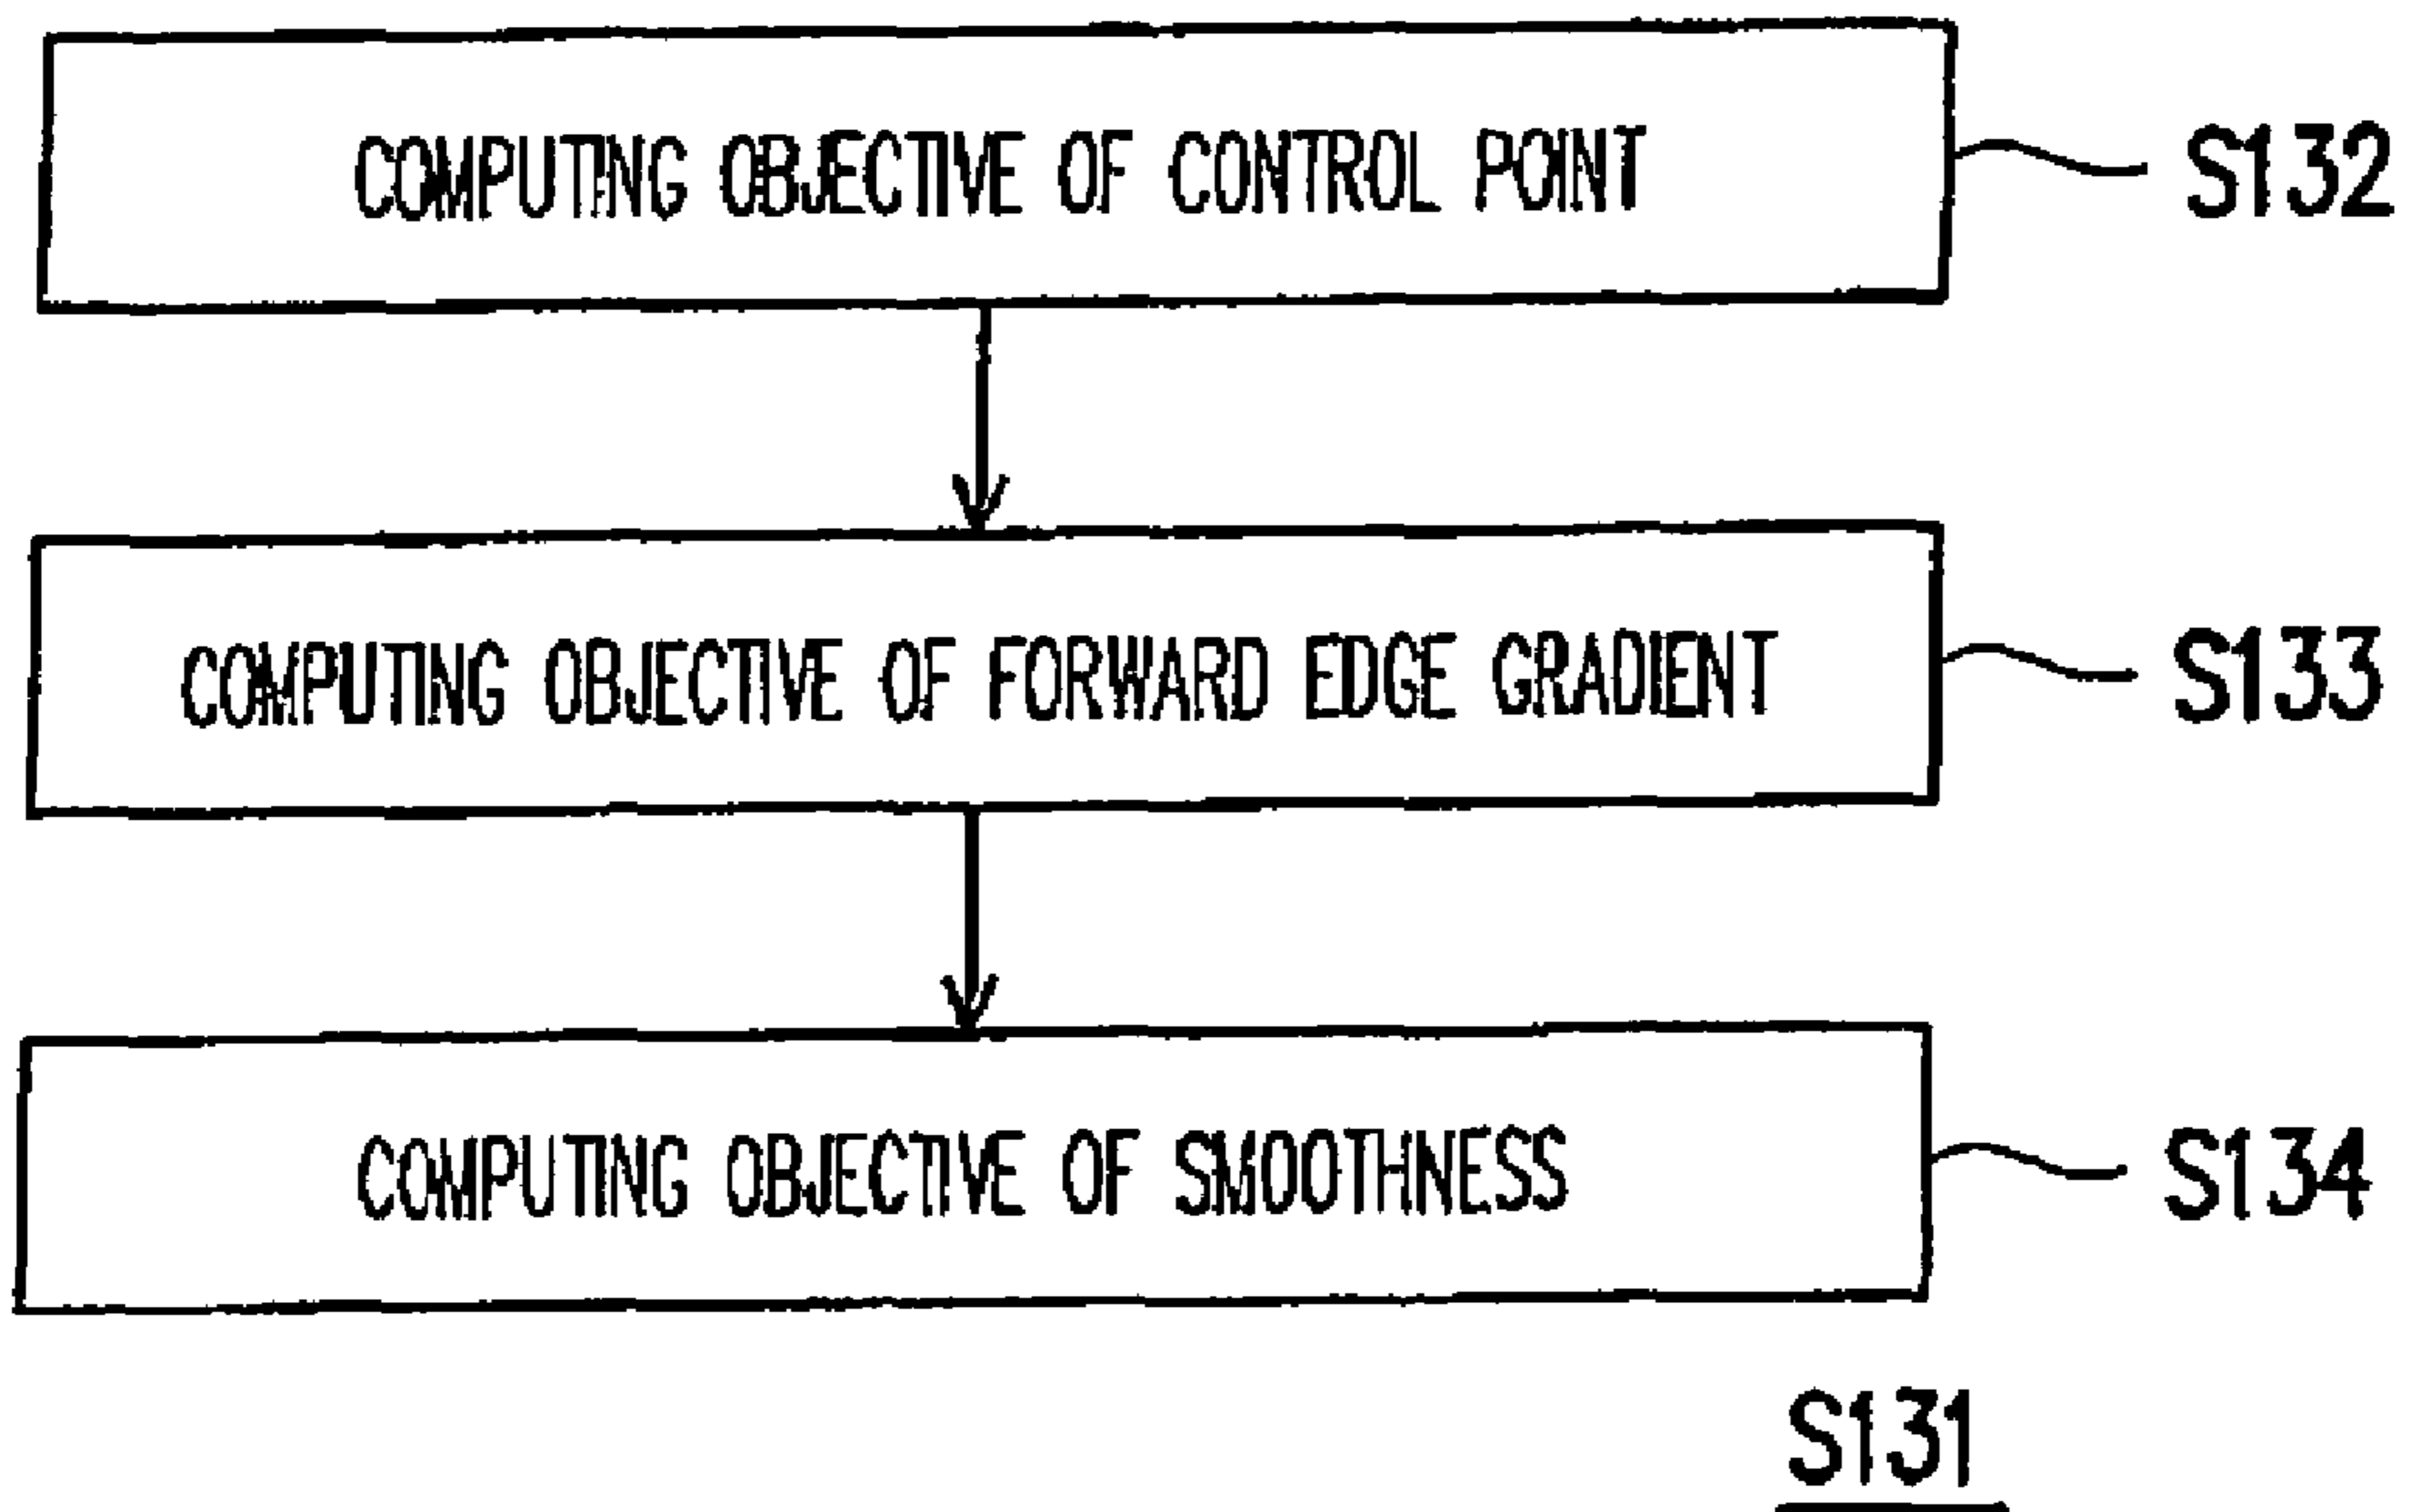 COMPUTING OBJECTIVE OF CONTROL POINT
S132
COMPUTING OBJECTIVE OF FORWARD EDGE GRADIENT
S133
COMPUTING OBJECTIVE OF SMOOTHNESS
S134
S131